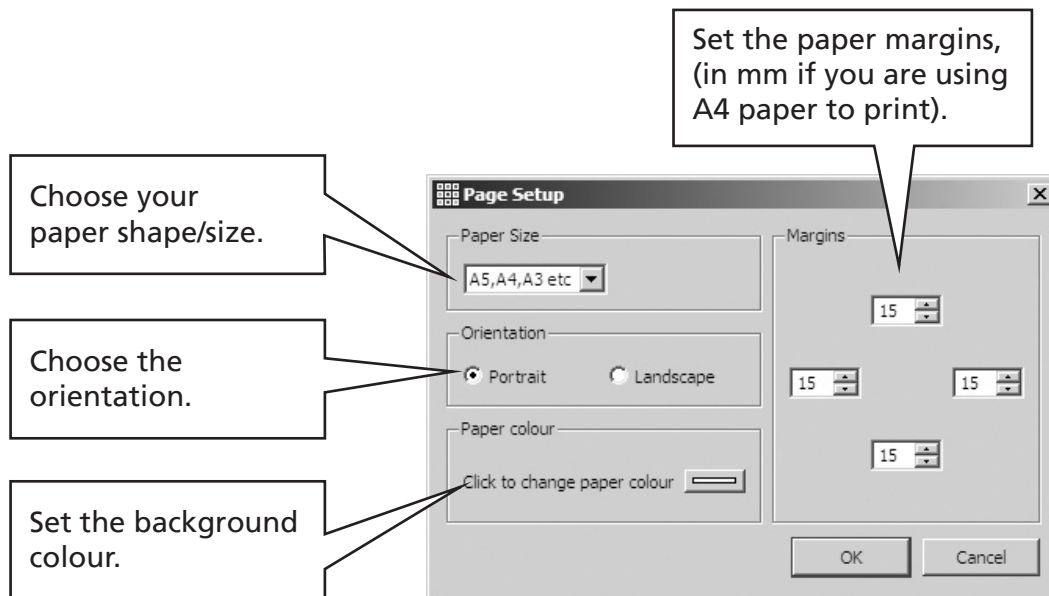 Set the paper margins,
(in mm if you are using
A4 paper to print).
Choose your
paper shape/size.
Choose the
orientation.
Set the background
colour.
Page Setup
Paper Size
A5,A4,A3 etc
Orientation
Portrait
Landscape
Paper colour
Click to change paper colour
Margins
15
15
15
15
OK
Cancel